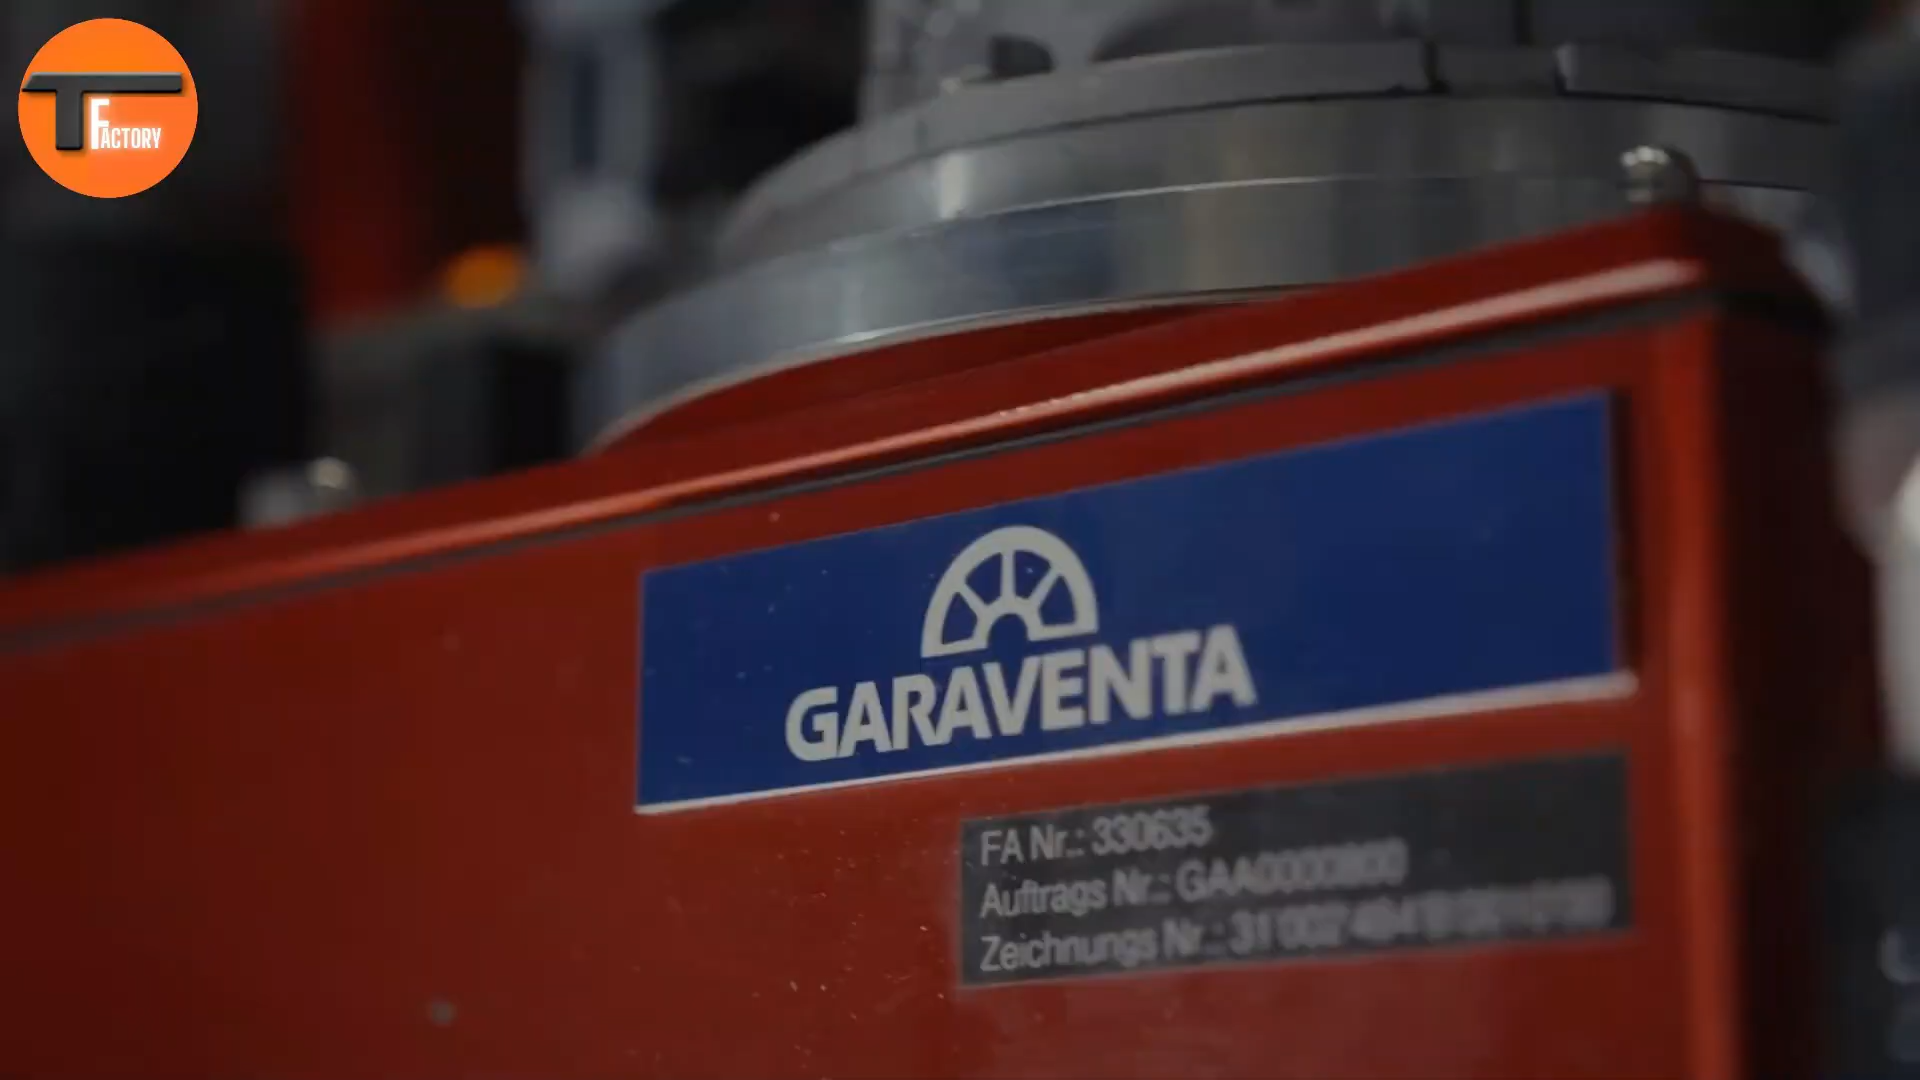 T FACTORY
GARAVENTA
FA Nr.: 330635
Auftrags Nr.:
Zeichnungs Nr.: